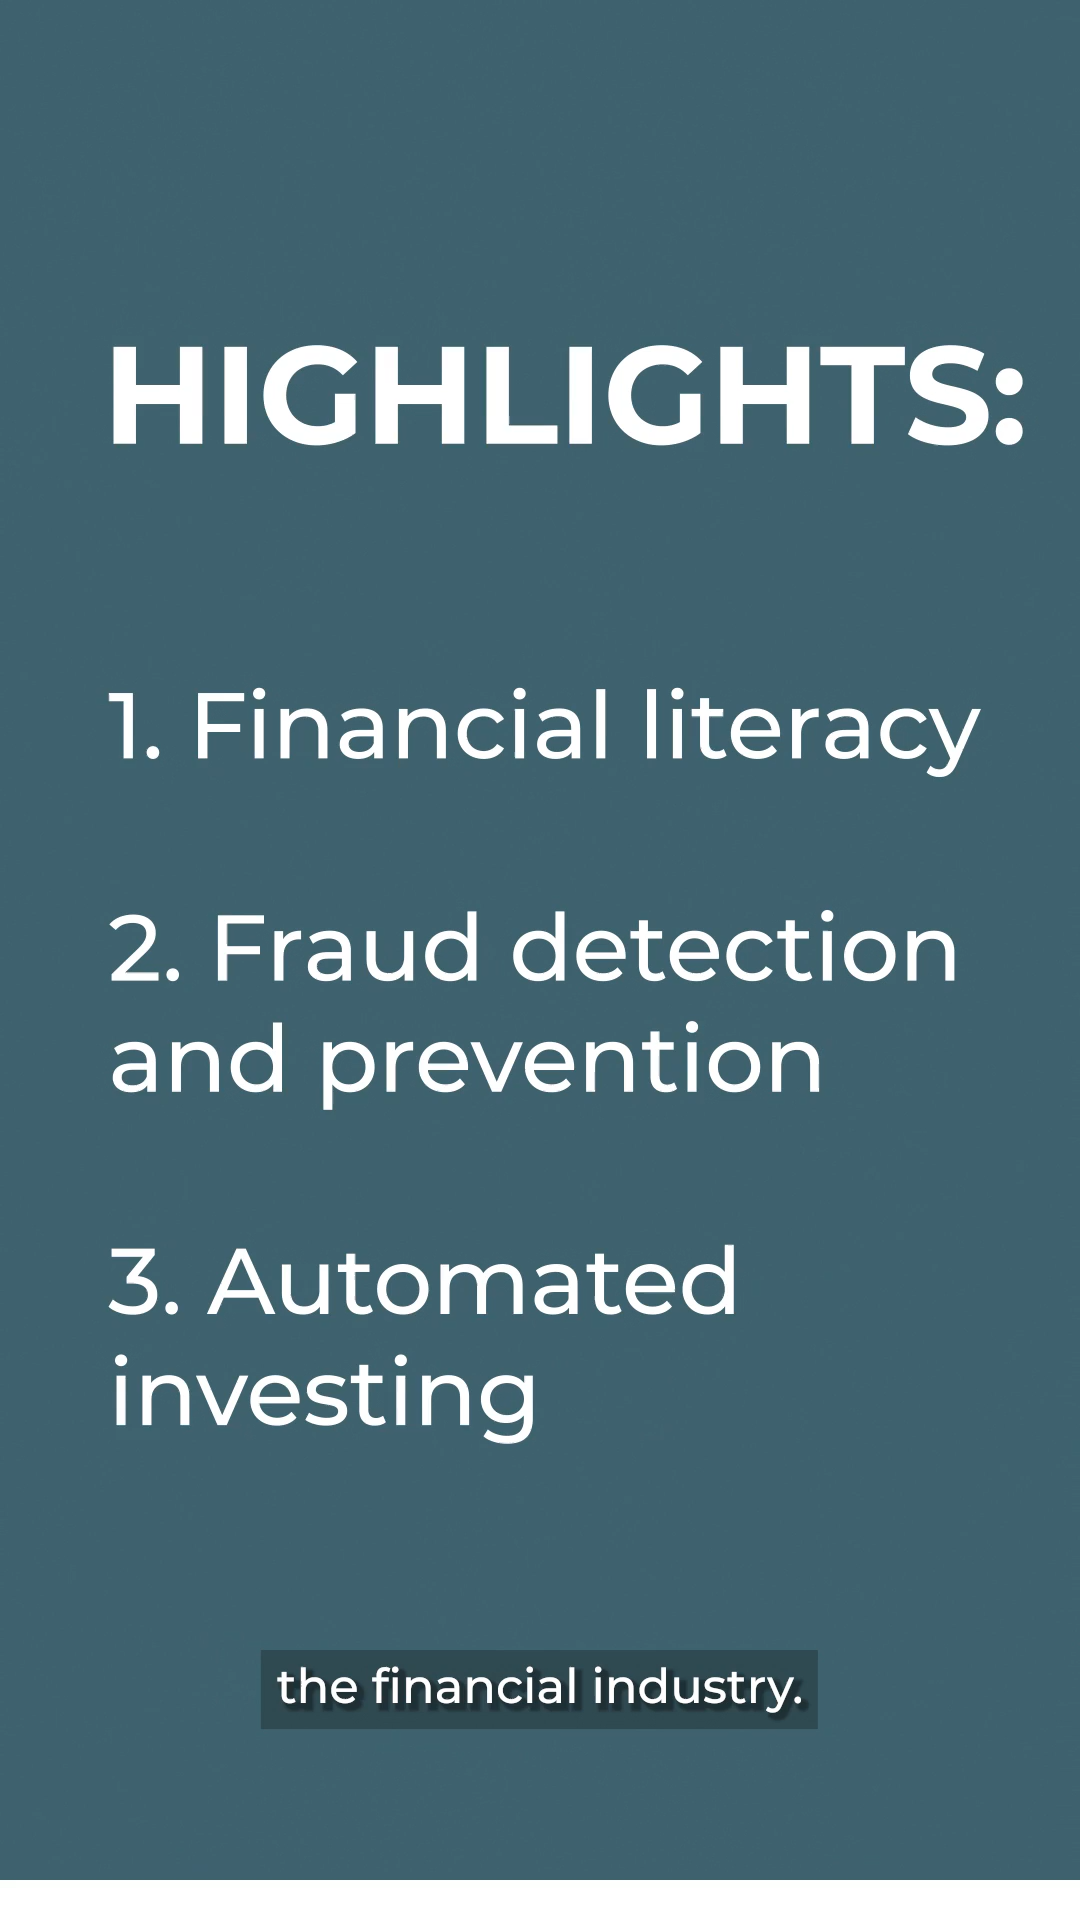 HIGHLIGHTS:
1. Financial literacy
2. Fraud detection
and prevention
3. Automated
investing
the financial industry.